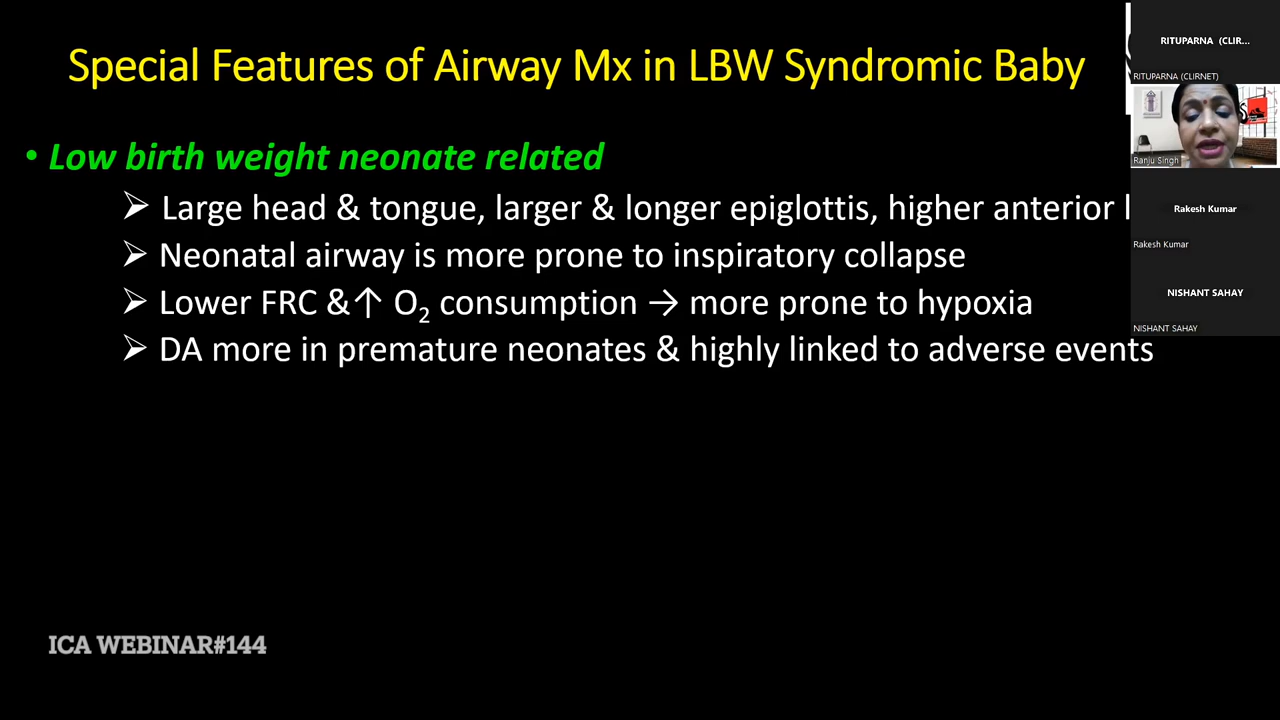 Special Features of Airway Mx in LBW Syndromic Baby
• Low birth weight neonate related
➢ Large head & tongue, larger & longer epiglottis, higher anterior
➢ Neonatal airway is more prone to inspiratory collapse
➢ Lower FRC &↑ O₂ consumption → more prone to hypoxia
➢ DA more in premature neonates & highly linked to adverse events
ICA WEBINAR#144
RITUPARNA (CLIR...
RITUPARNA (CLIRNET)
Ranju Singh
Rakesh Kumar
Rakesh Kumar
NISHANT SAHAY
NISHANT SAHAY